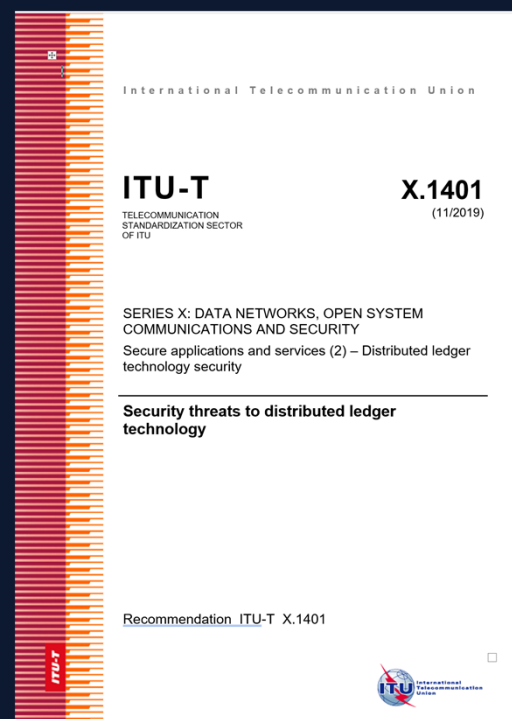 International Telecommunication Union
ITU-T
X.1401
TELECOMMUNICATION
STANDARDIZATION SECTOR
OF ITU
(11/2019)
SERIES X: DATA NETWORKS, OPEN SYSTEM
COMMUNICATIONS AND SECURITY
Secure applications and services (2) – Distributed ledger
technology security
Security threats to distributed ledger
technology
Recommendation ITU-T X.1401
ITU-T
ITU
International
Telecommunication
Union